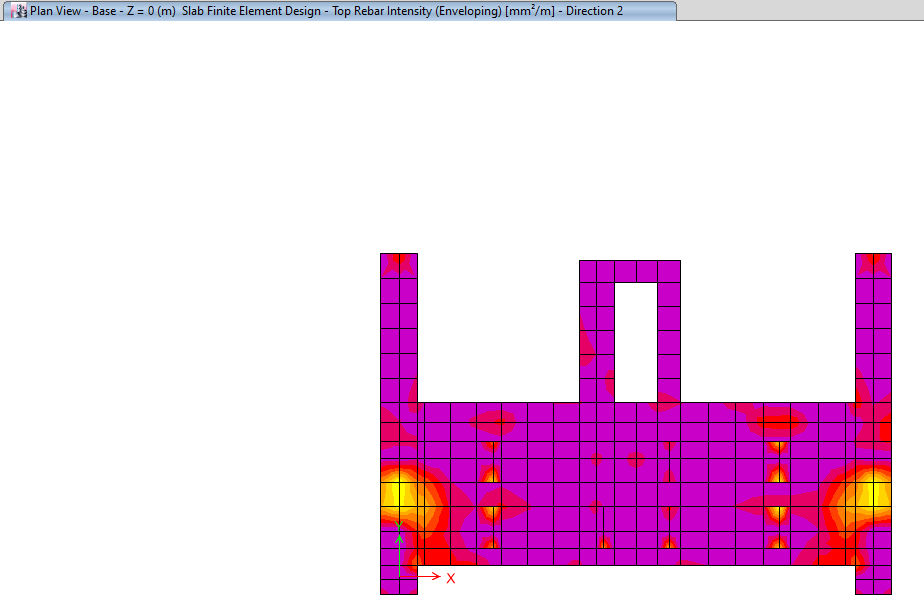 Plan View - Base - Z = 0 (m)  Slab Finite Element Design - Top Rebar Intensity (Enveloping) [mm²/m] - Direction 2
Y
X